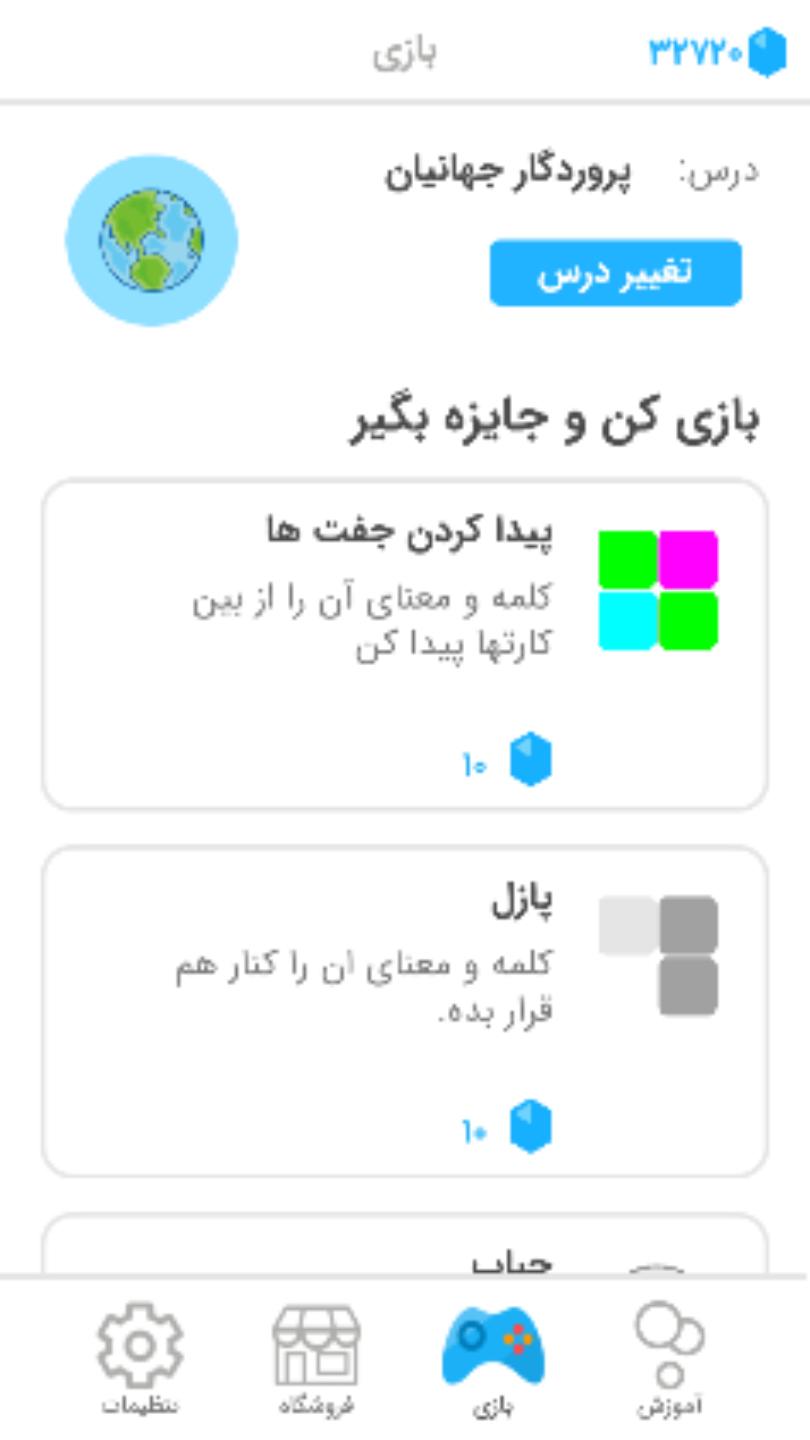 ۳۲۷۲۰
بازی
درس: پروردگار جهانیان
تغییر درس
بازی کن و جایزه بگیر
پیدا کردن جفت ها
کلمه و معنای آن را از بین
کارتها پیدا کن
۱۰
پازل
کلمه و معنای ان را کنار هم
قرار بده.
۱۰
حباب
آموزش
بازی
فروشگاه
تنظیمات